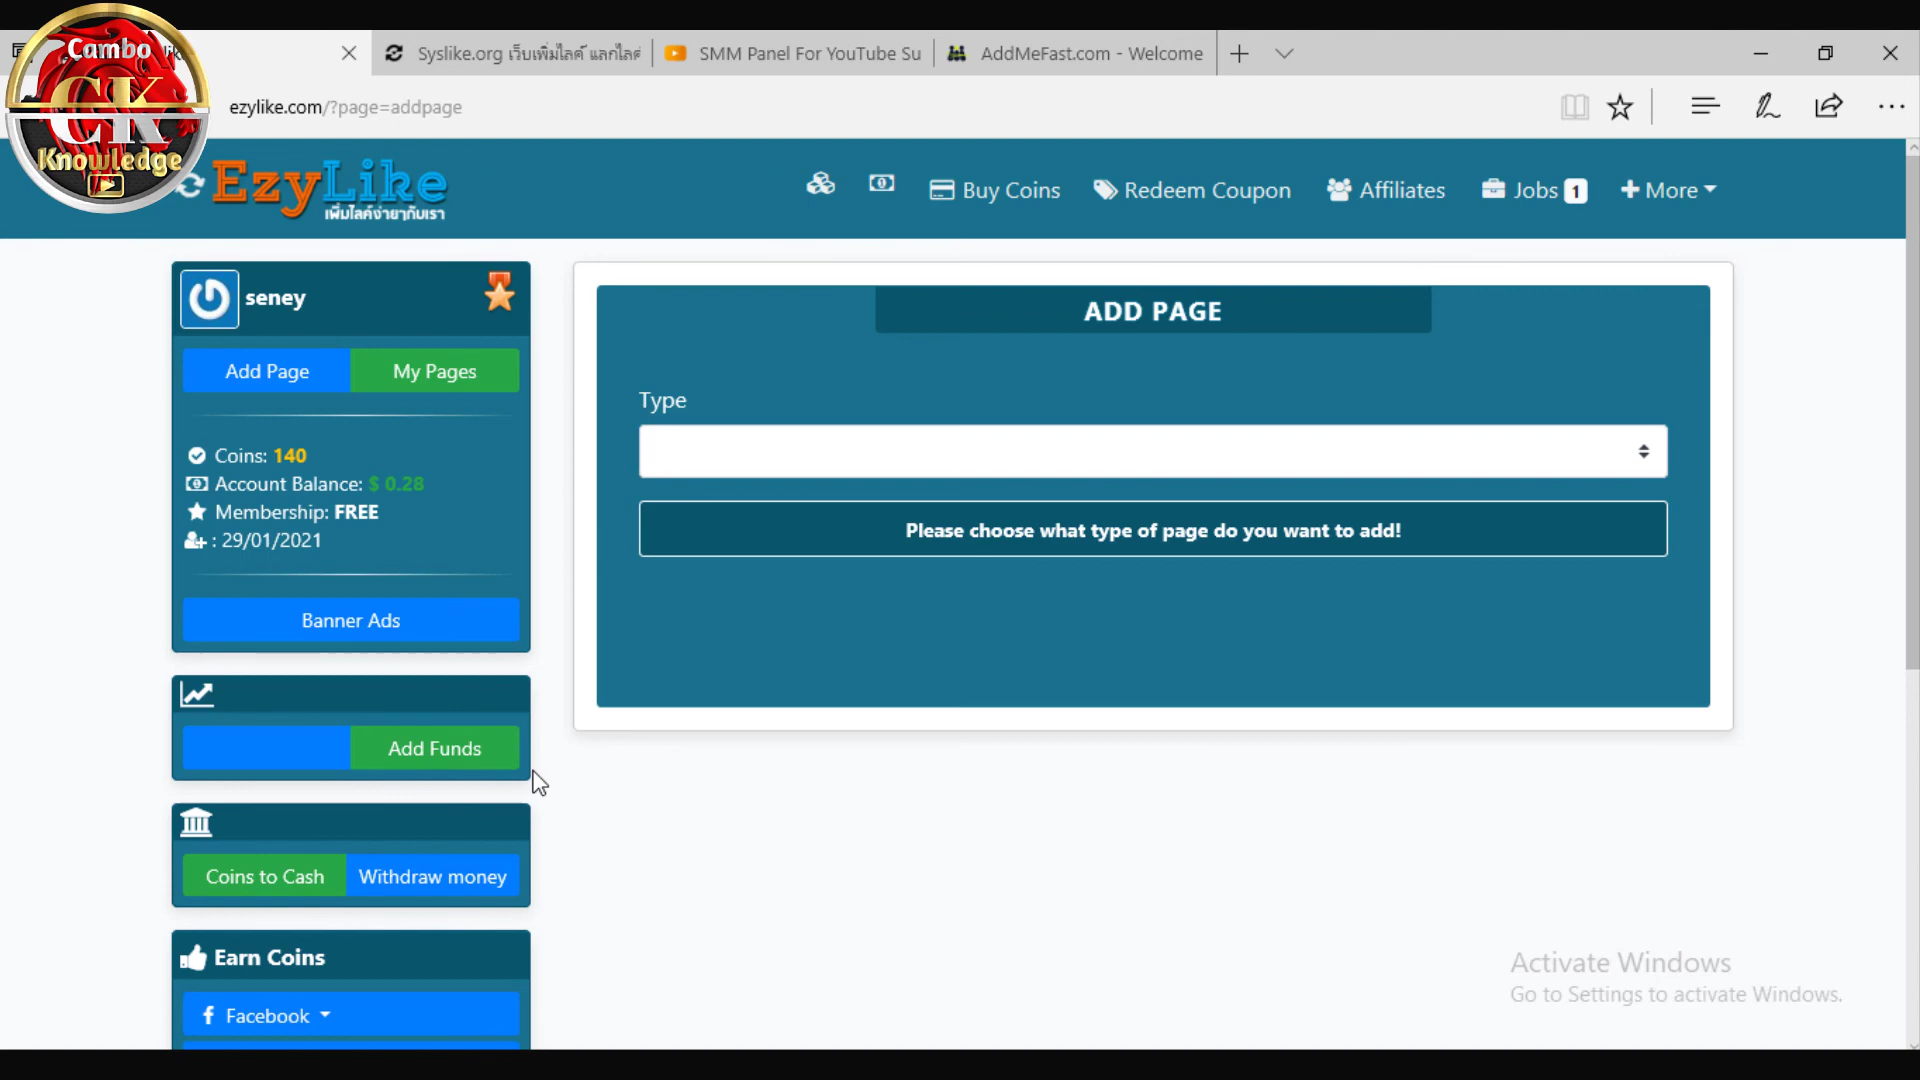 Cambo
CK
Knowledge
Syslike.org เว็บเพิ่มไลค์ แลกไลค์
SMM Panel For YouTube Su
AddMeFast.com - Welcome
ezylike.com/?page=addpage
EzyLike
เพิ่มไลค์ง่ายๆกับเรา
Buy Coins
Redeem Coupon
Affiliates
Jobs 1
More
seney
Add Page
My Pages
Coins: 140
Account Balance: $ 0.28
Membership: FREE
: 29/01/2021
Banner Ads
Add Funds
Coins to Cash
Withdraw money
Earn Coins
Facebook
ADD PAGE
Type
Please choose what type of page do you want to add!
Activate Windows
Go to Settings to activate Windows.